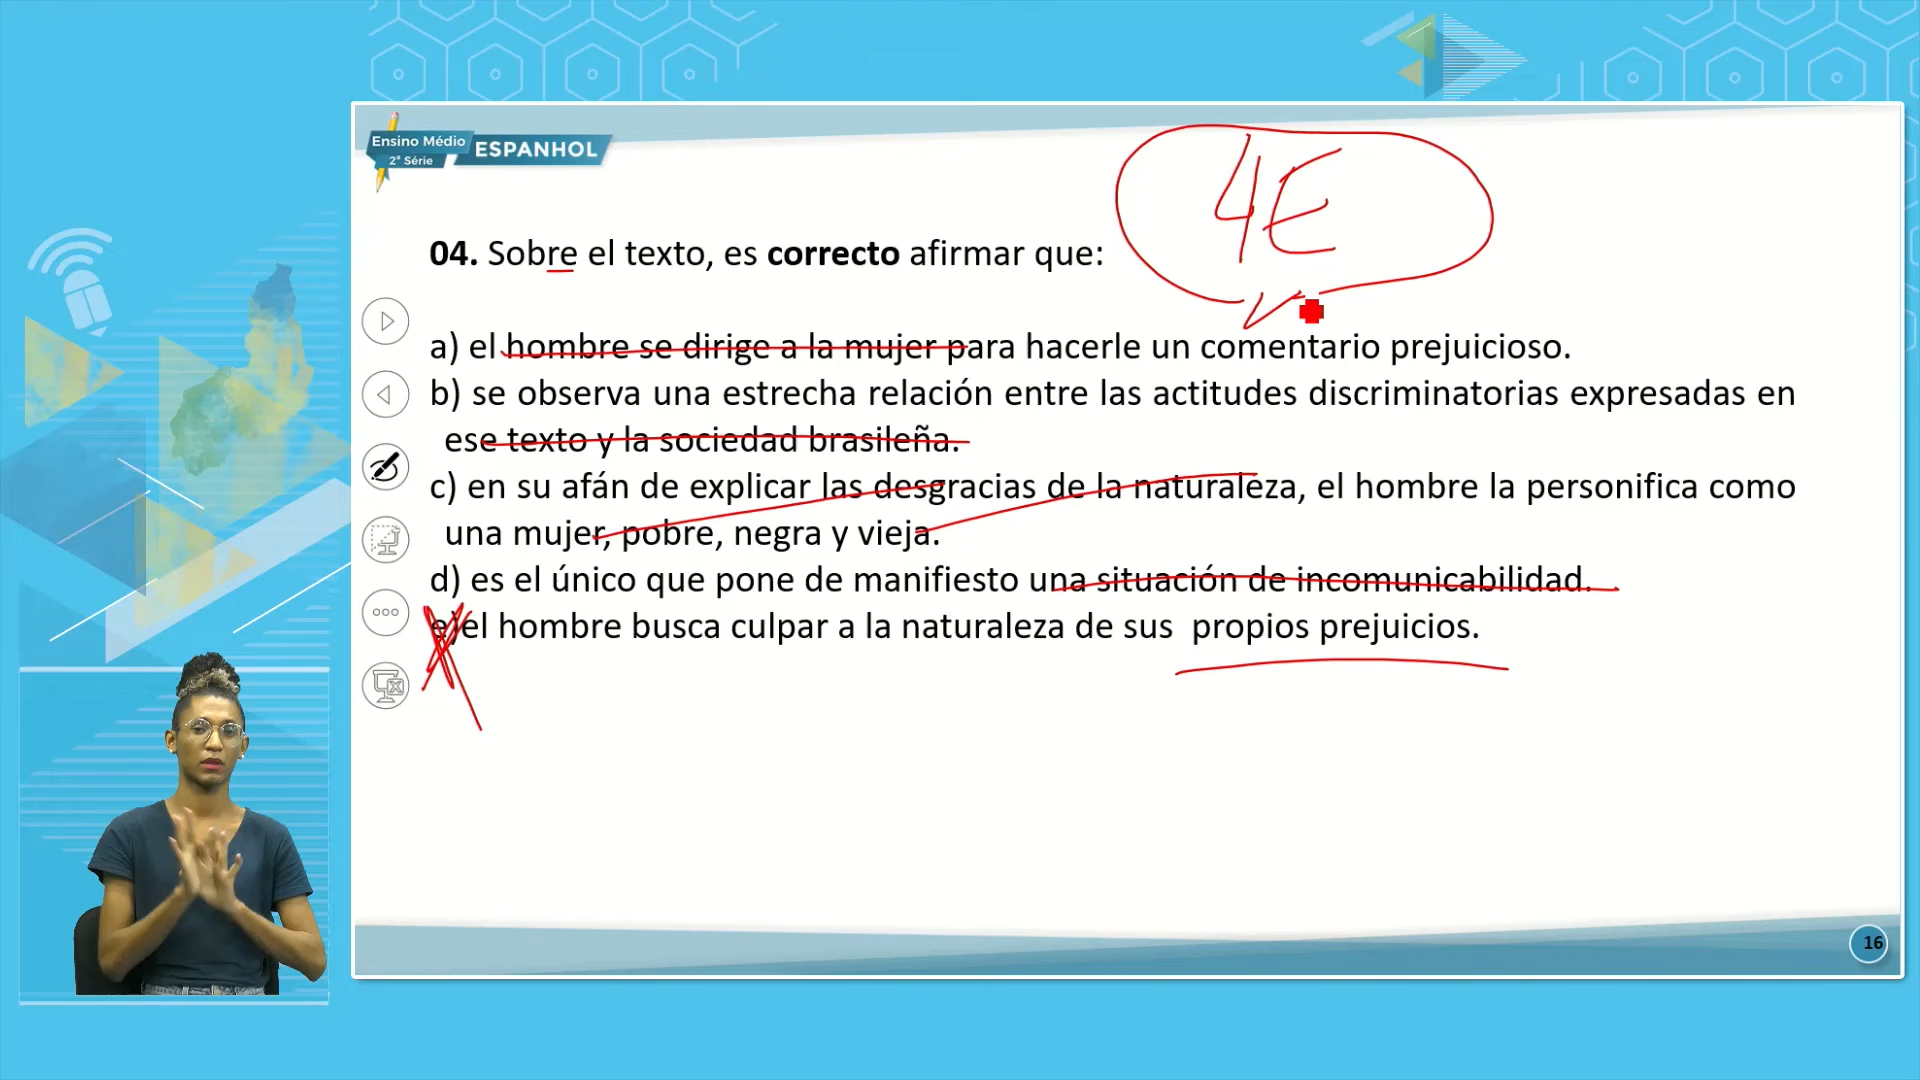 Ensino Médio
2ª Série
ESPANHOL
4E
04. Sobre el texto, es correcto afirmar que:
a) el hombre se dirige a la mujer para hacerle un comentario prejuicioso.
b) se observa una estrecha relación entre las actitudes discriminatorias expresadas en
ese texto y la sociedad brasileña.
c) en su afán de explicar las desgracias de la naturaleza, el hombre la personifica como
una mujer, pobre, negra y vieja.
d) es el único que pone de manifiesto una situación de incomunicabilidad.
e) el hombre busca culpar a la naturaleza de sus propios prejuicios.
16